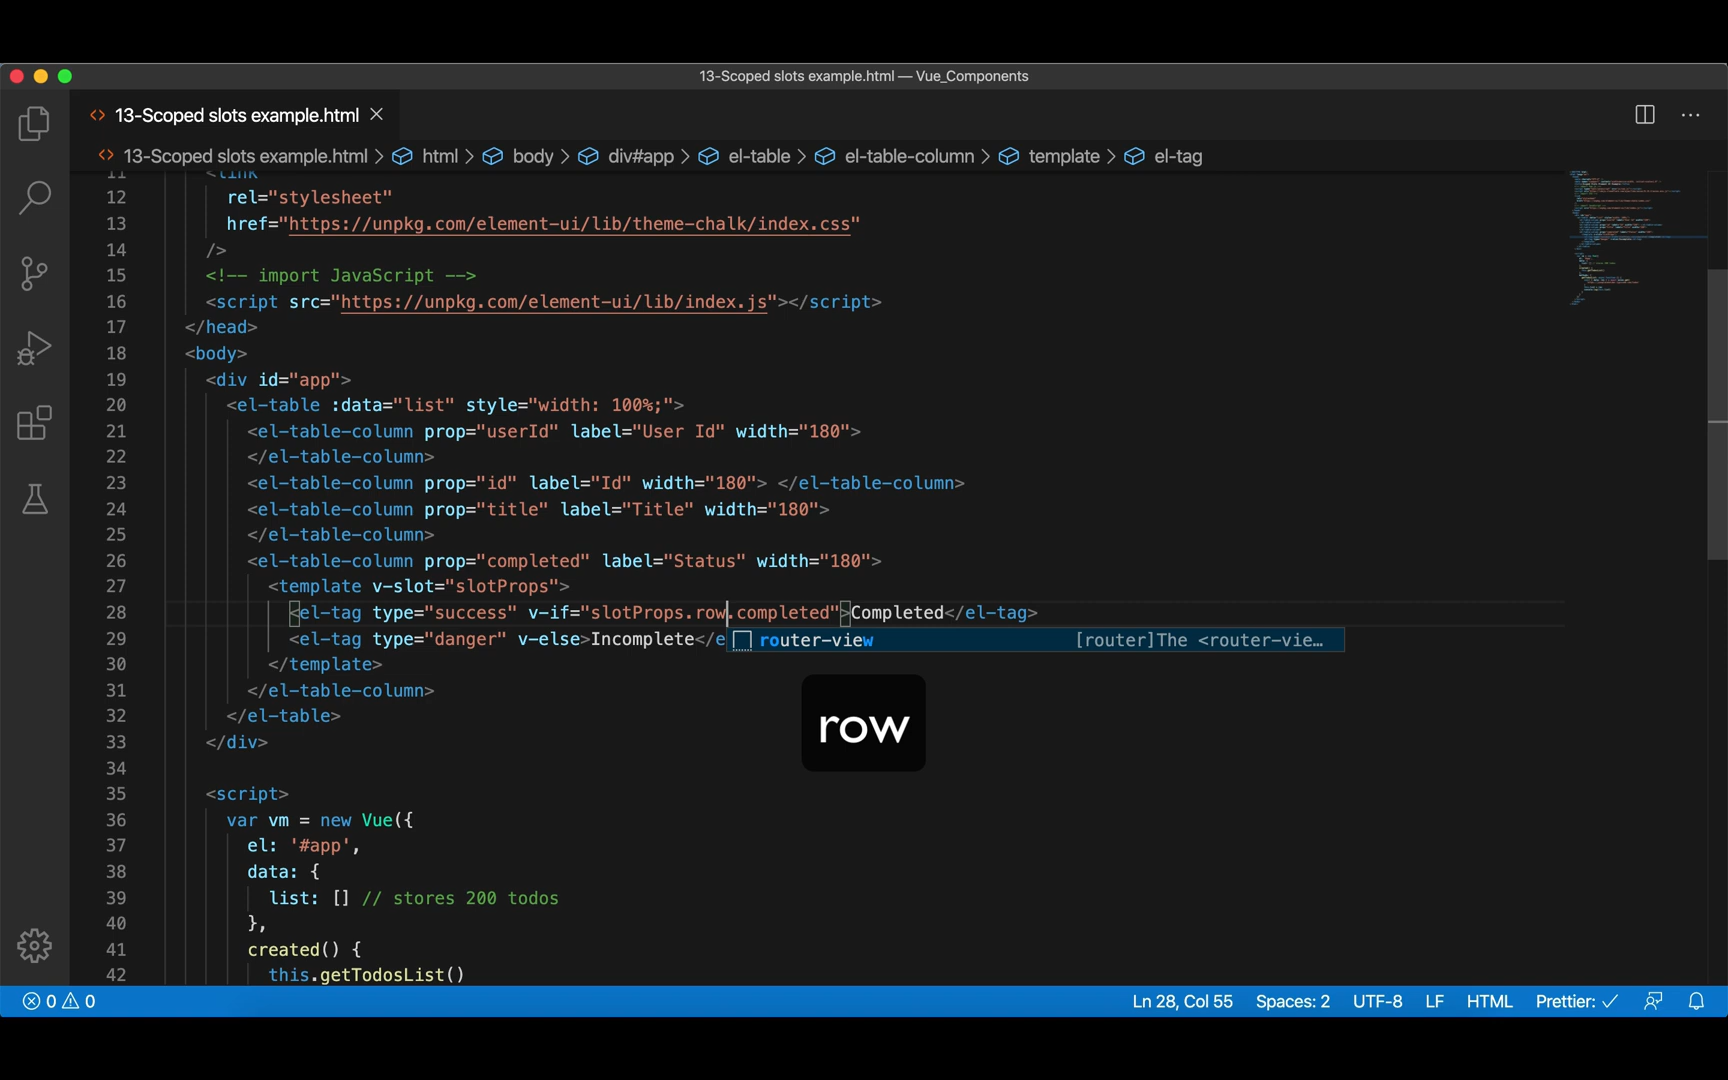 13-Scoped slots example.html — Vue_Components
13-Scoped slots example.html
13-Scoped slots example.html > html > body > div#app > el-table > el-table-column > template > el-tag
11 <link
12 rel="stylesheet"
13 href="https://unpkg.com/element-ui/lib/theme-chalk/index.css"
14 />
15 <!-- import JavaScript -->
16 <script src="https://unpkg.com/element-ui/lib/index.js"></script>
17 </head>
18 <body>
19 <div id="app">
20 <el-table :data="list" style="width: 100%;">
21 <el-table-column prop="userId" label="User Id" width="180">
22 </el-table-column>
23 <el-table-column prop="id" label="Id" width="180"> </el-table-column>
24 <el-table-column prop="title" label="Title" width="180">
25 </el-table-column>
26 <el-table-column prop="completed" label="Status" width="180">
27 <template v-slot="slotProps">
28 <el-tag type="success" v-if="slotProps.row.completed">Completed</el-tag>
29 <el-tag type="danger" v-else>Incomplete</e
router-view [router]The <router-vie…
30 </template>
31 </el-table-column>
32 </el-table>
33 </div>
row
34
35 <script>
36 var vm = new Vue({
37 el: '#app',
38 data: {
39 list: [] // stores 200 todos
40 },
41 created() {
42 this.getTodosList()
0 0 Ln 28, Col 55 Spaces: 2 UTF-8 LF HTML Prettier: ✓